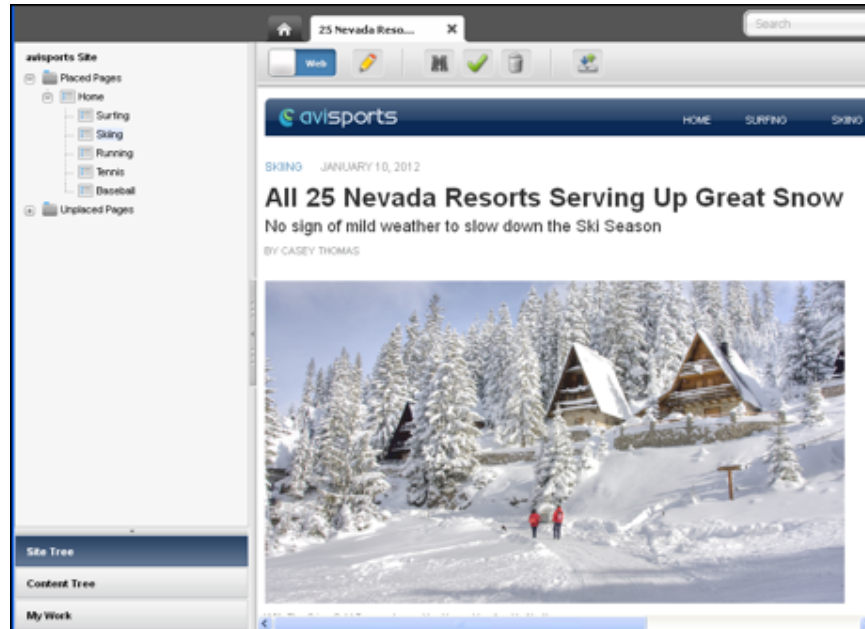 25 Nevada Reso...
Search
avisports Site
Placed Pages
Home
Surfing
Skiing
Running
Tennis
Baseball
Unplaced Pages
Site Tree
Content Tree
My Work
Web
avisports
HOME SURFING SKIING
SKIING JANUARY 10, 2012
All 25 Nevada Resorts Serving Up Great Snow
No sign of mild weather to slow down the Ski Season
BY CASEY THOMAS